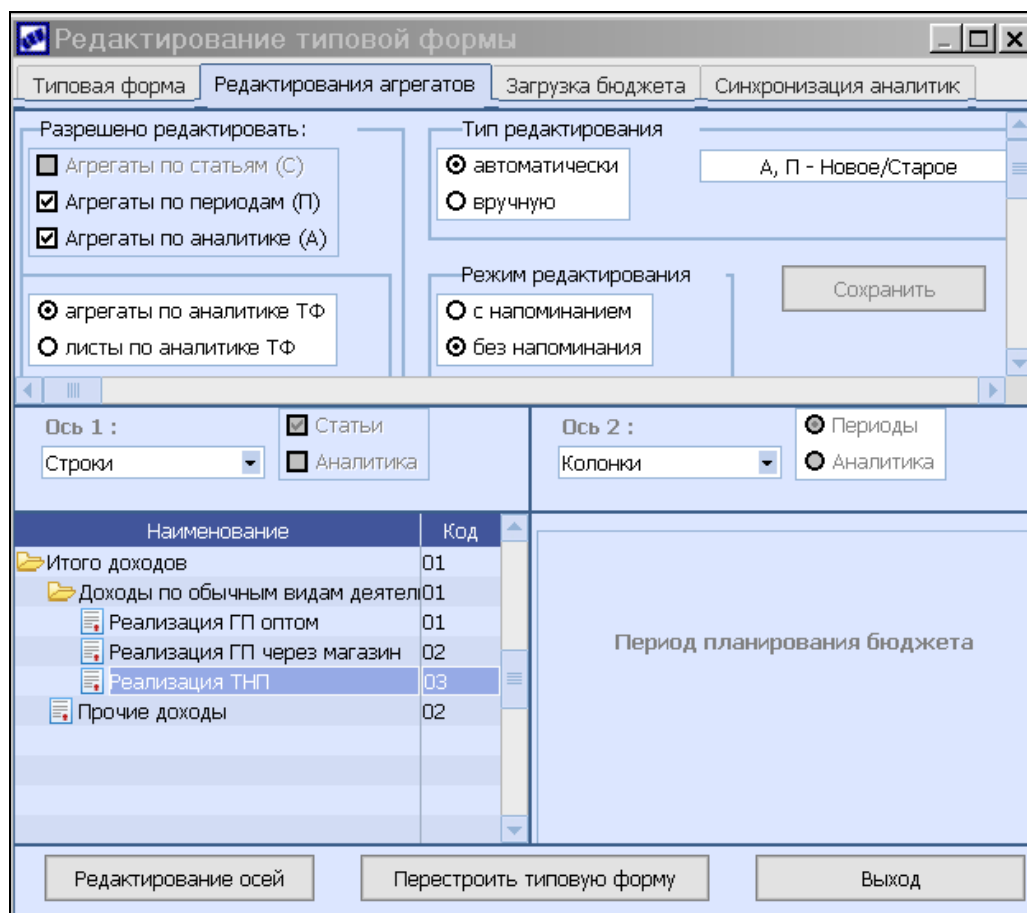 Редактирование типовой формы
Типовая форма Редактирования агрегатов Загрузка бюджета Синхронизация аналитик
Разрешено редактировать: Тип редактирования
Агрегаты по статьям (С) автоматически А, П - Новое/Старое
Агрегаты по периодам (П) вручную
Агрегаты по аналитике (А)
Режим редактирования
агрегаты по аналитике ТФ с напоминанием Сохранить
листы по аналитике ТФ без напоминания
Ось 1 : Статьи Ось 2 : Периоды
Строки Аналитика Колонки Аналитика
Наименование Код
Итого доходов 01
Доходы по обычным видам деятел 01
Реализация ГП оптом 01
Реализация ГП через магазин 02
Период планирования бюджета
Реализация ТНП 03
Прочие доходы 02
Редактирование осей Перестроить типовую форму Выход